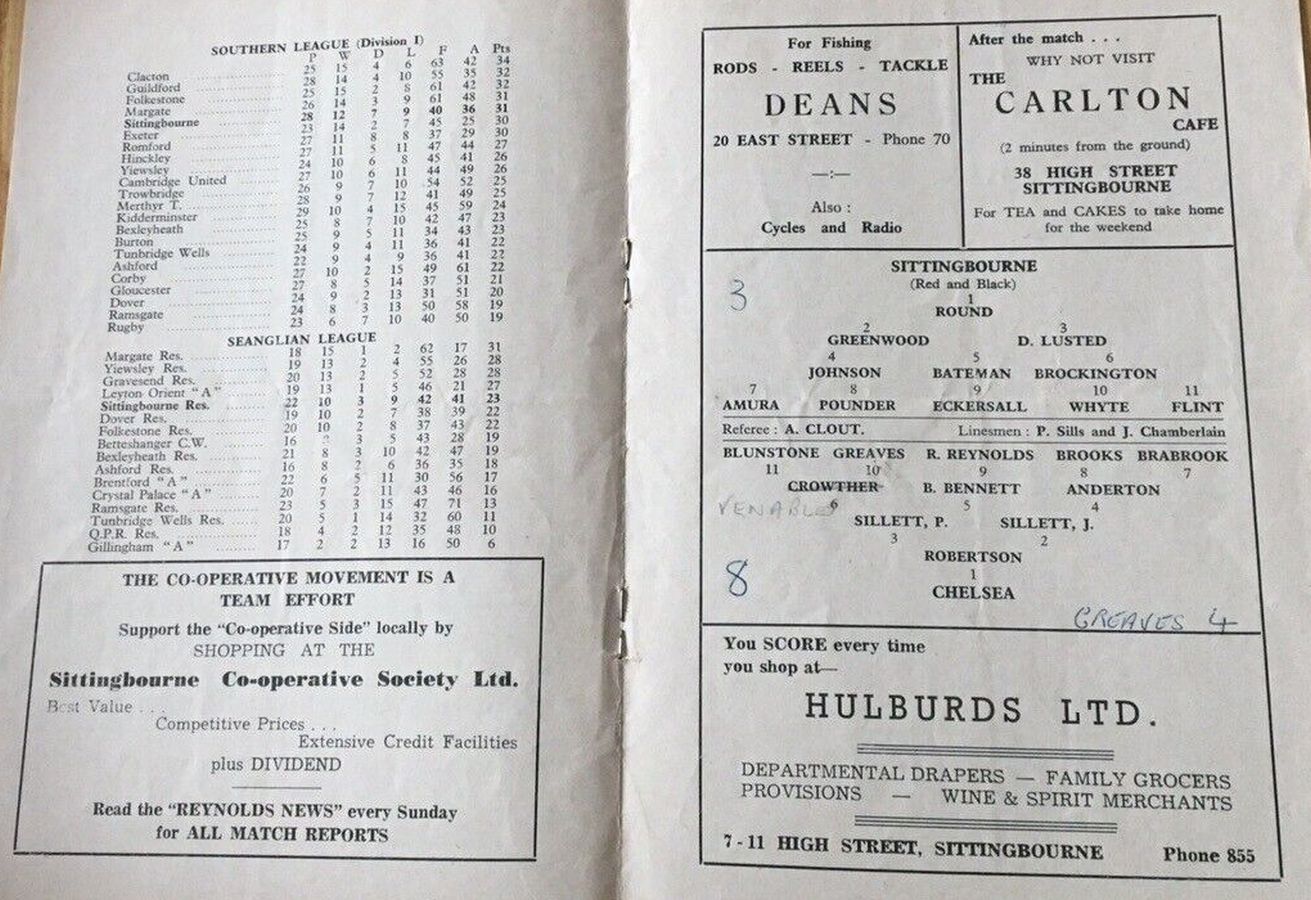 SOUTHERN LEAGUE (Division I)
P W D L F A Pts
Clacton 25 15 4 6 63 42 34
Guildford 28 14 4 10 55 35 32
Folkestone 25 15 2 8 61 42 32
Margate 26 14 3 9 61 48 31
Sittingbourne 28 12 7 9 40 36 31
Exeter 23 14 2 7 45 25 30
Romford 27 11 8 8 37 29 30
Hinckley 27 11 5 11 47 44 27
Yiewsley 24 10 6 8 45 41 26
Cambridge United 27 10 6 11 44 49 26
Trowbridge 26 9 7 10 54 52 25
Merthyr T. 28 9 7 12 41 49 25
Kidderminster 29 10 4 15 45 59 24
Bexleyheath 25 8 7 10 42 47 23
Burton 25 9 5 11 34 43 23
Tunbridge Wells 24 9 4 11 36 41 22
Ashford 22 9 4 9 36 41 22
Corby 27 10 2 15 49 61 22
Gloucester 27 8 5 14 37 51 21
Dover 24 9 2 13 31 51 20
Ramsgate 24 8 3 13 50 58 19
Rugby 23 6 7 10 40 50 19
SEANGLIAN LEAGUE
Margate Res. 18 15 1 2 62 17 31
Yiewsley Res. 19 13 2 4 55 26 28
Gravesend Res. 20 13 2 5 52 28 28
Leyton Orient "A" 19 13 1 5 46 21 27
Sittingbourne Res. 22 10 3 9 42 41 23
Dover Res. 19 10 2 7 38 39 22
Folkestone Res. 20 10 2 8 37 43 22
Betteshanger C.W. 16 3 5 43 28 19
Bexleyheath Res. 21 8 3 10 42 47 19
Ashford Res. 16 8 2 6 36 35 18
Brentford "A" 22 6 5 11 30 56 17
Crystal Palace "A" 20 7 2 11 43 46 16
Ramsgate Res. 23 5 3 15 47 71 13
Tunbridge Wells Res. 20 5 1 14 32 60 11
Q.P.R. Res. 18 4 2 12 35 48 10
Gillingham "A" 17 2 2 13 16 50 6
THE CO-OPERATIVE MOVEMENT IS A
TEAM EFFORT
Support the "Co-operative Side" locally by
SHOPPING AT THE
Sittingbourne Co-operative Society Ltd.
Best Value . . .
Competitive Prices . . .
Extensive Credit Facilities
plus DIVIDEND
Read the "REYNOLDS NEWS" every Sunday
for ALL MATCH REPORTS
For Fishing
RODS - REELS - TACKLE
DEANS
20 EAST STREET - Phone 70
—:—
Also :
Cycles and Radio
After the match . . .
WHY NOT VISIT
THE
CARLTON
CAFE
(2 minutes from the ground)
38 HIGH STREET
SITTINGBOURNE
For TEA and CAKES to take home
for the weekend
SITTINGBOURNE
(Red and Black)
3
1
ROUND
2 3
GREENWOOD D. LUSTED
4 5 6
JOHNSON BATEMAN BROCKINGTON
7 8 9 10 11
AMURA POUNDER ECKERSALL WHYTE FLINT
Referee : A. CLOUT. Linesmen : P. Sills and J. Chamberlain
BLUNSTONE GREAVES R. REYNOLDS BROOKS BRABROOK
11 10 9 8 7
CROWTHER B. BENNETT ANDERTON
VENABLES 6 5 4
SILLETT, P. SILLETT, J.
3 2
ROBERTSON
8
1
CHELSEA
GREAVES 4
You SCORE every time
you shop at—
HULBURDS LTD.
DEPARTMENTAL DRAPERS — FAMILY GROCERS
PROVISIONS — WINE & SPIRIT MERCHANTS
7 - 11 HIGH STREET, SITTINGBOURNE Phone 855